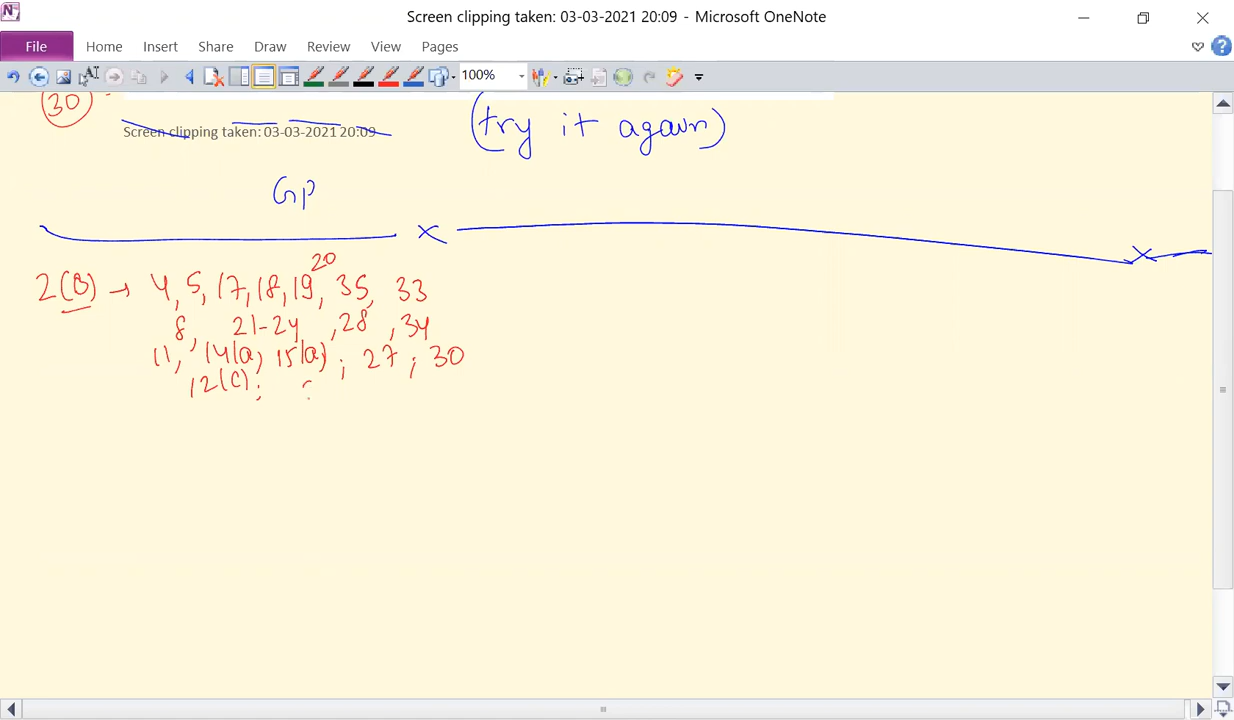 Screen clipping taken: 03-03-2021 20:09 - Microsoft OneNote
File Home Insert Share Draw Review View Pages
100%
30
Screen clipping taken: 03-03-2021 20:09
(try it again)
GP
20
2(B) → 4, 5, 17, 18, 19, 35, 33
8, 21-24, 28, 34
11, 14(a, 15(a); 27; 30
12(C);